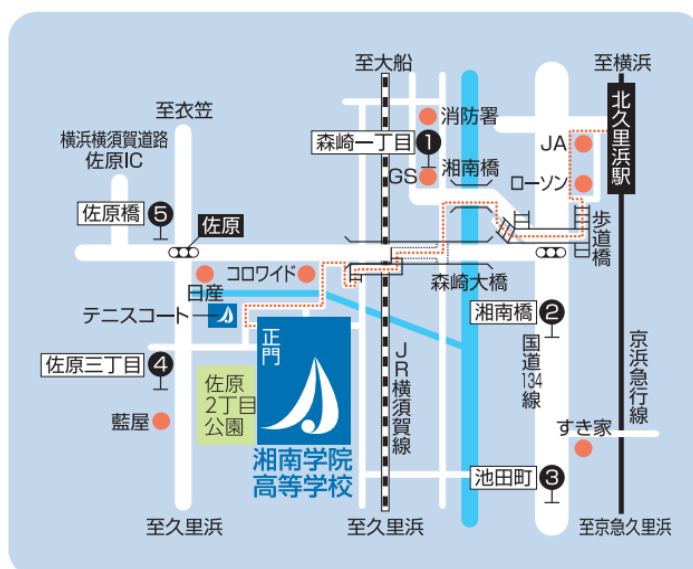 至大船
至横浜
至衣笠
消防署
北久里浜駅
横浜横須賀道路
佐原IC
森崎一丁目
1
JA
湘南橋
GS
ローソン
佐原橋
5
佐原
歩道橋
コロワイド
日産
森崎大橋
テニスコート
湘南橋
2
正門
佐原三丁目
4
佐原
2丁目
公園
JR横須賀線
国道134線
京浜急行線
藍屋
すき家
湘南学院
高等学校
池田町
3
至久里浜
至久里浜
至京急久里浜